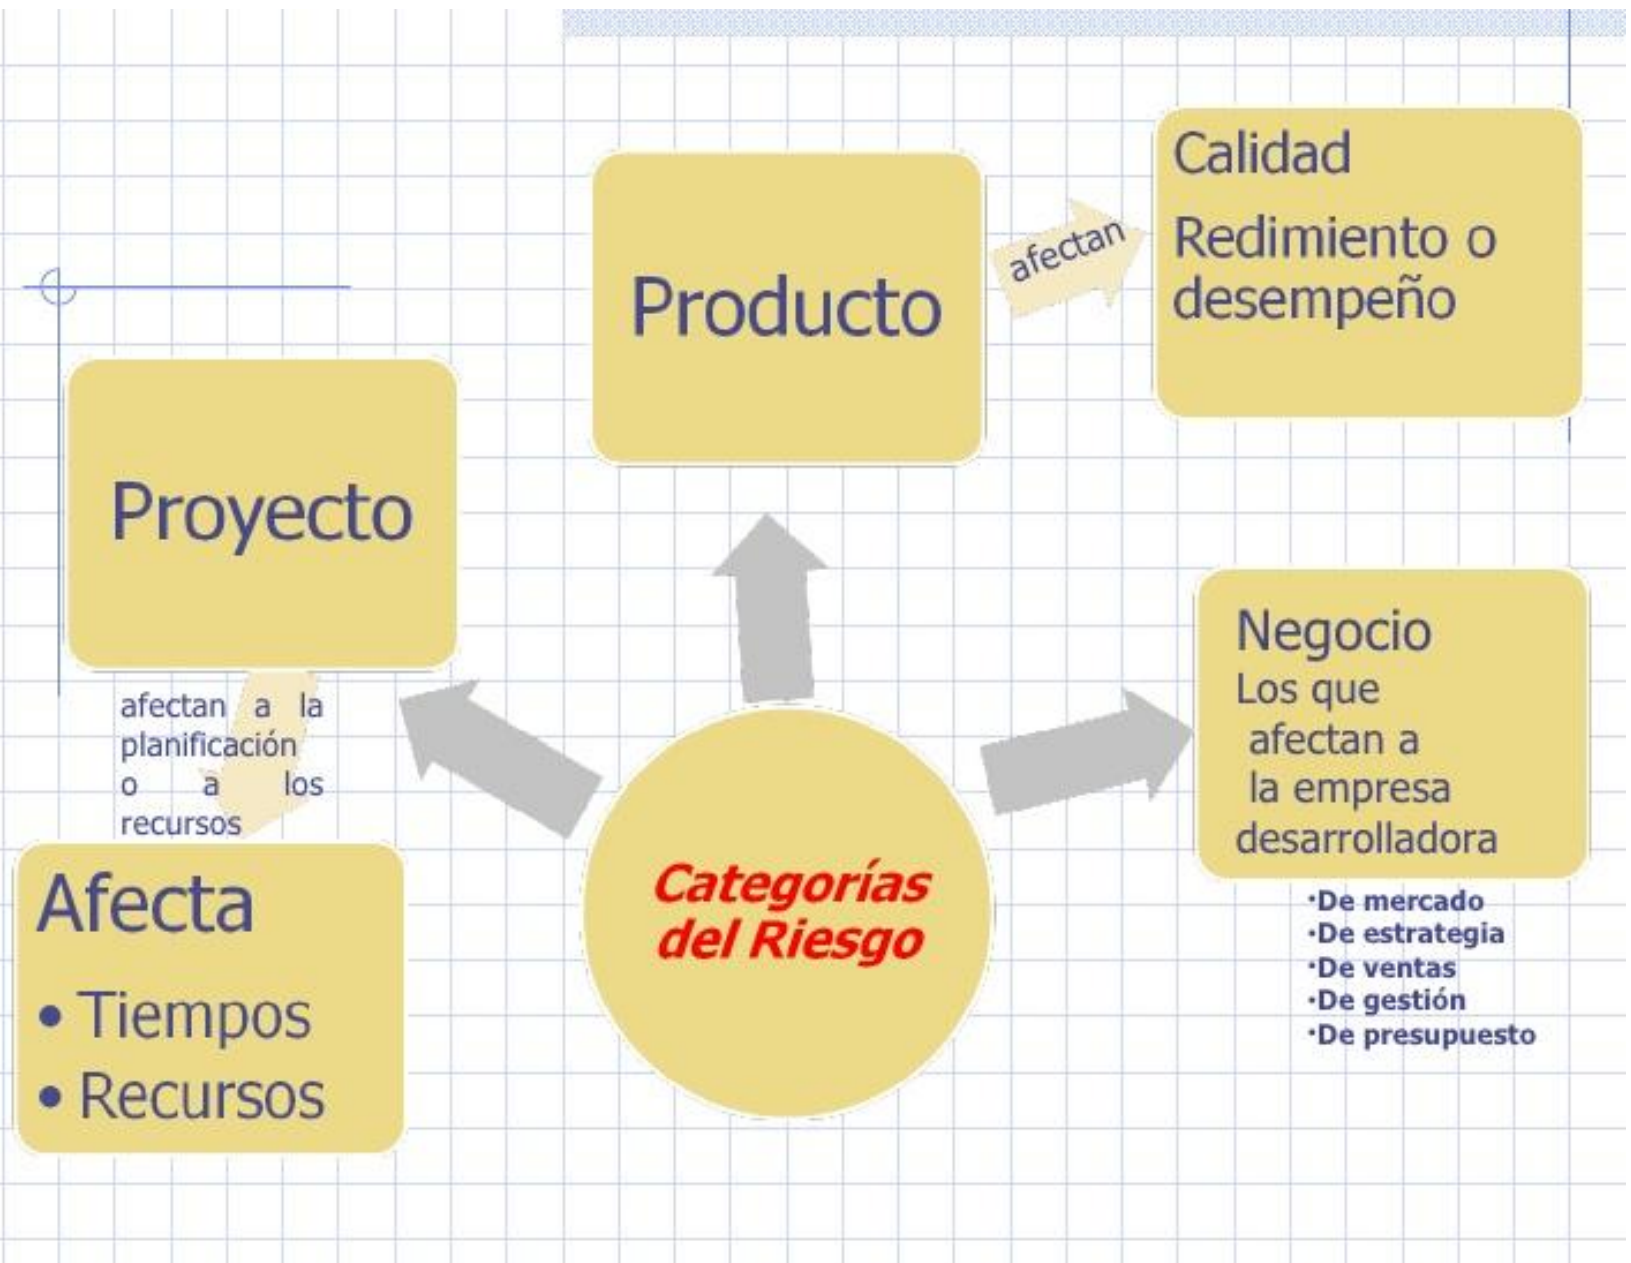 Calidad
Redimiento o
desempeño
Producto
afectan
Proyecto
afectan a la
planificación
o a los
recursos
Afecta
• Tiempos
• Recursos
Categorías
del Riesgo
Negocio
Los que
afectan a
la empresa
desarrolladora
•De mercado
•De estrategia
•De ventas
•De gestión
•De presupuesto